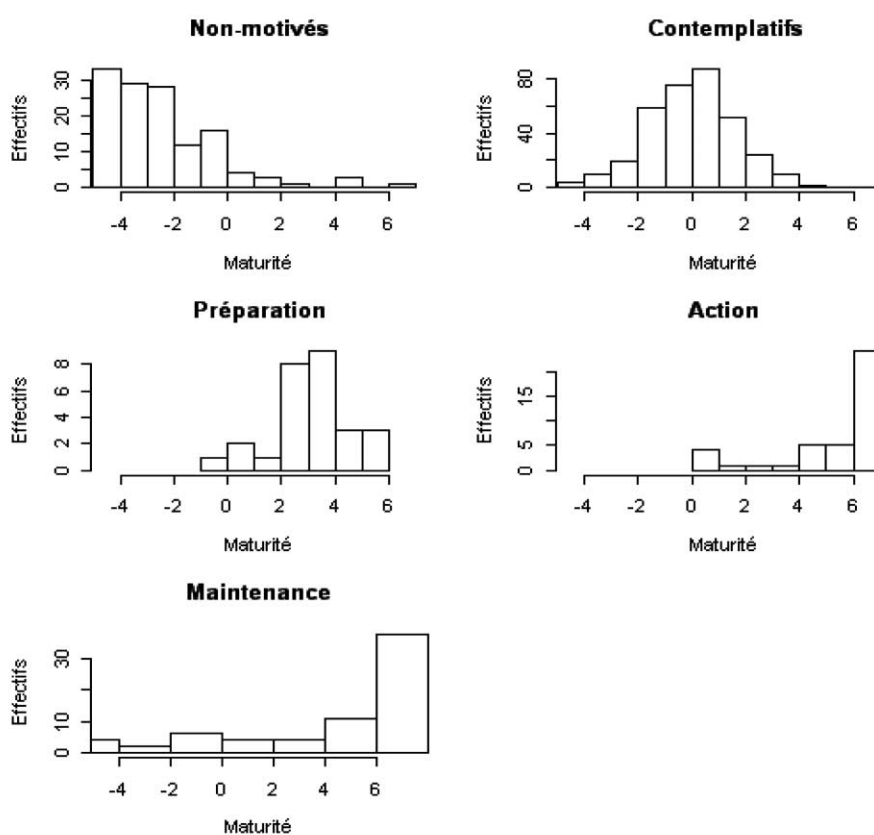 Non-motivés
Effectifs
0 10 20 30
-4 -2 0 2 4 6
Maturité
Contemplatifs
Effectifs
0 40 80
-4 -2 0 2 4 6
Maturité
Préparation
Effectifs
0 2 4 6 8
-4 -2 0 2 4 6
Maturité
Action
Effectifs
0 5 15
-4 -2 0 2 4 6
Maturité
Maintenance
Effectifs
0 10 30
-4 -2 0 2 4 6
Maturité